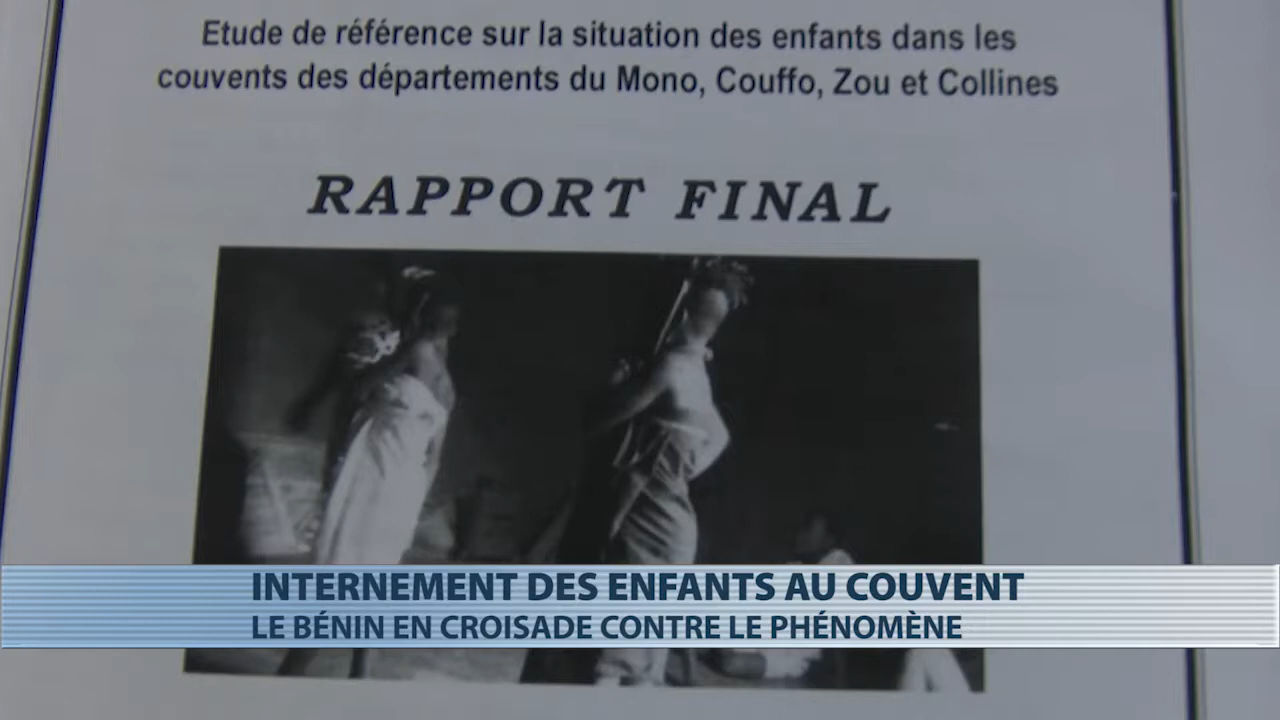 Etude de référence sur la situation des enfants dans les
couvents des départements du Mono, Couffo, Zou et Collines
RAPPORT FINAL
INTERNEMENT DES ENFANTS AU COUVENT
LE BÉNIN EN CROISADE CONTRE LE PHÉNOMÈNE